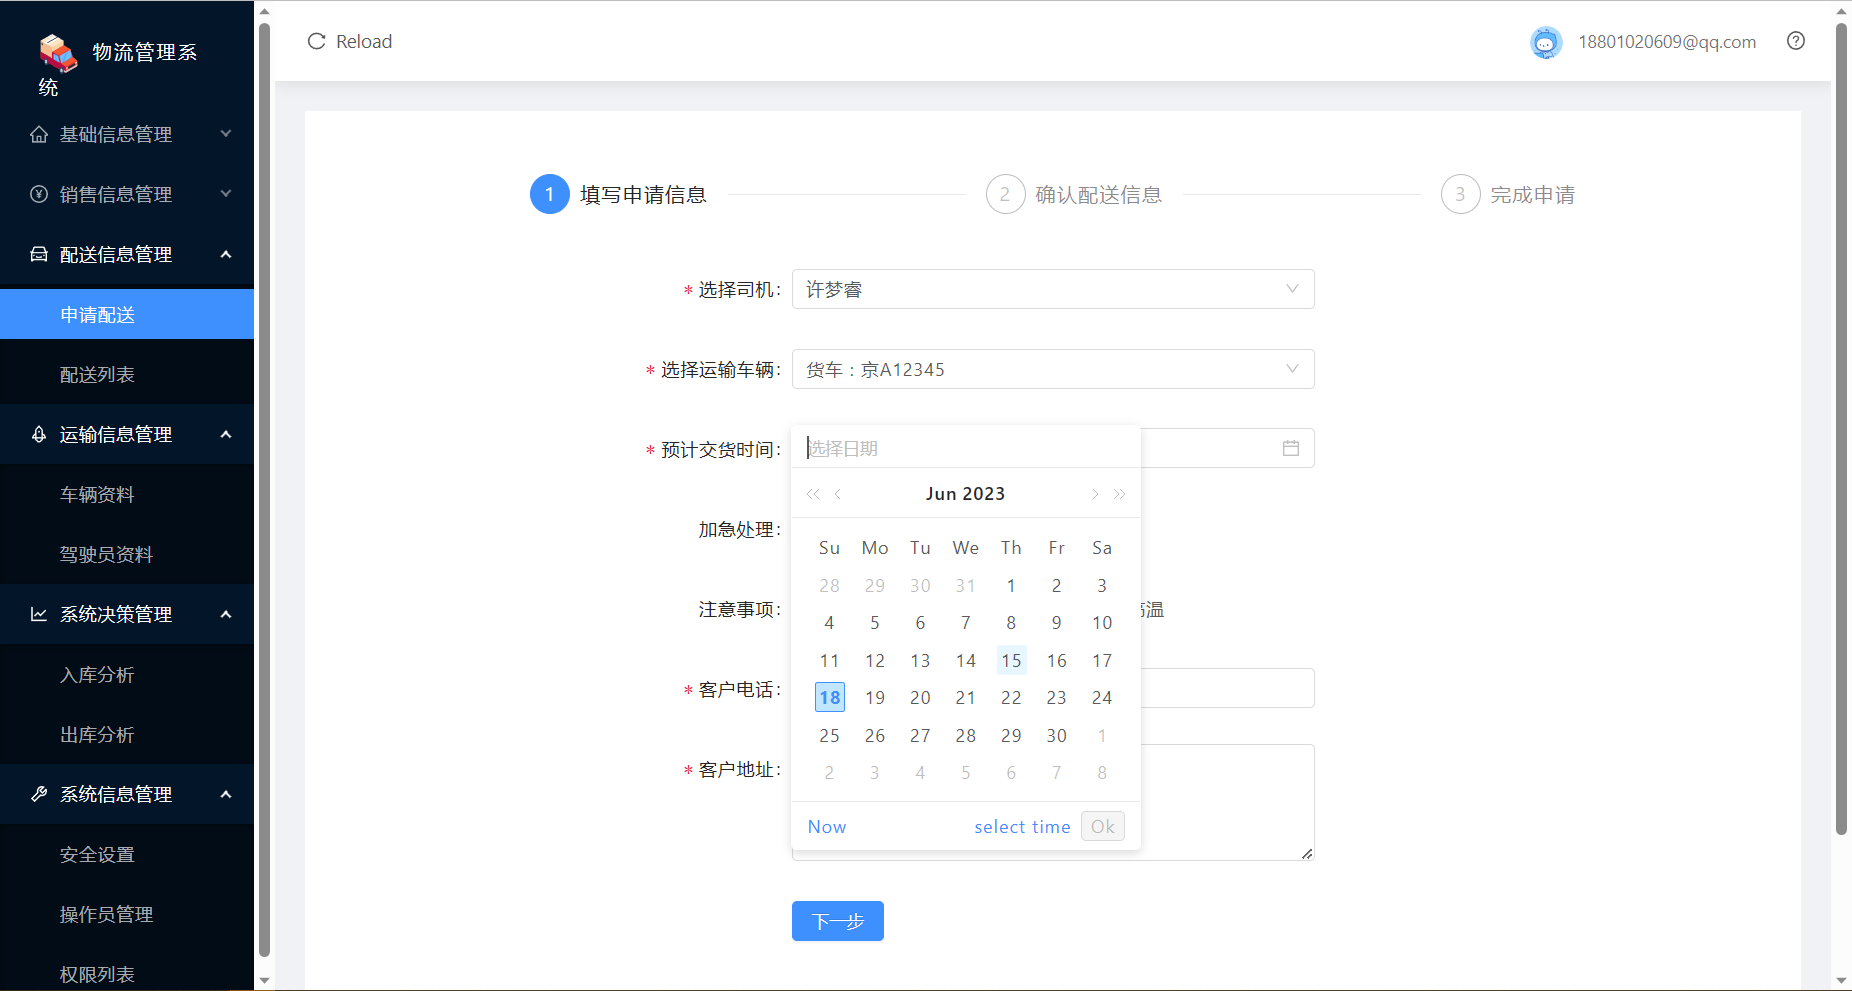 物流管理系
统
基础信息管理
销售信息管理
配送信息管理
申请配送
配送列表
运输信息管理
车辆资料
驾驶员资料
系统决策管理
入库分析
出库分析
系统信息管理
安全设置
操作员管理
权限列表
Reload
18801020609@qq.com
1 填写申请信息
2 确认配送信息
3 完成申请
* 选择司机: 许梦睿
* 选择运输车辆: 货车：京A12345
* 预计交货时间: 选择日期
Jun 2023
Su Mo Tu We Th Fr Sa
28 29 30 31 1 2 3
4 5 6 7 8 9 10
11 12 13 14 15 16 17
18 19 20 21 22 23 24
25 26 27 28 29 30 1
2 3 4 5 6 7 8
Now select time Ok
加急处理:
注意事项: 温
* 客户电话:
* 客户地址:
下一步